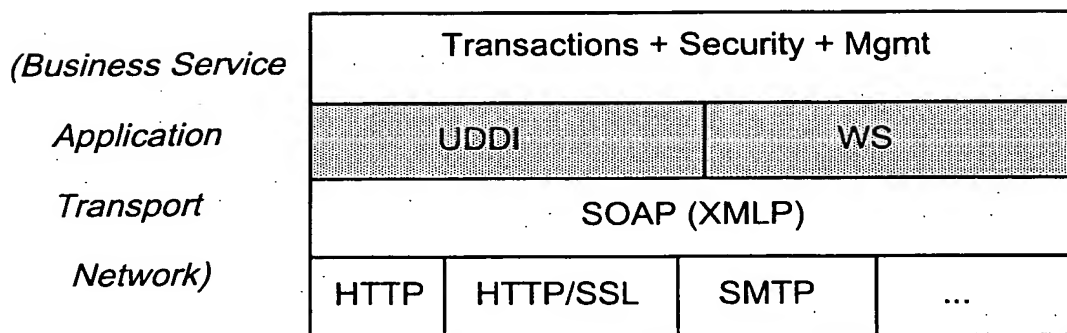 (Business Service
Transactions + Security + Mgmt
Application
UDDI
WS
Transport
SOAP (XMLP)
Network)
HTTP
HTTP/SSL
SMTP
...